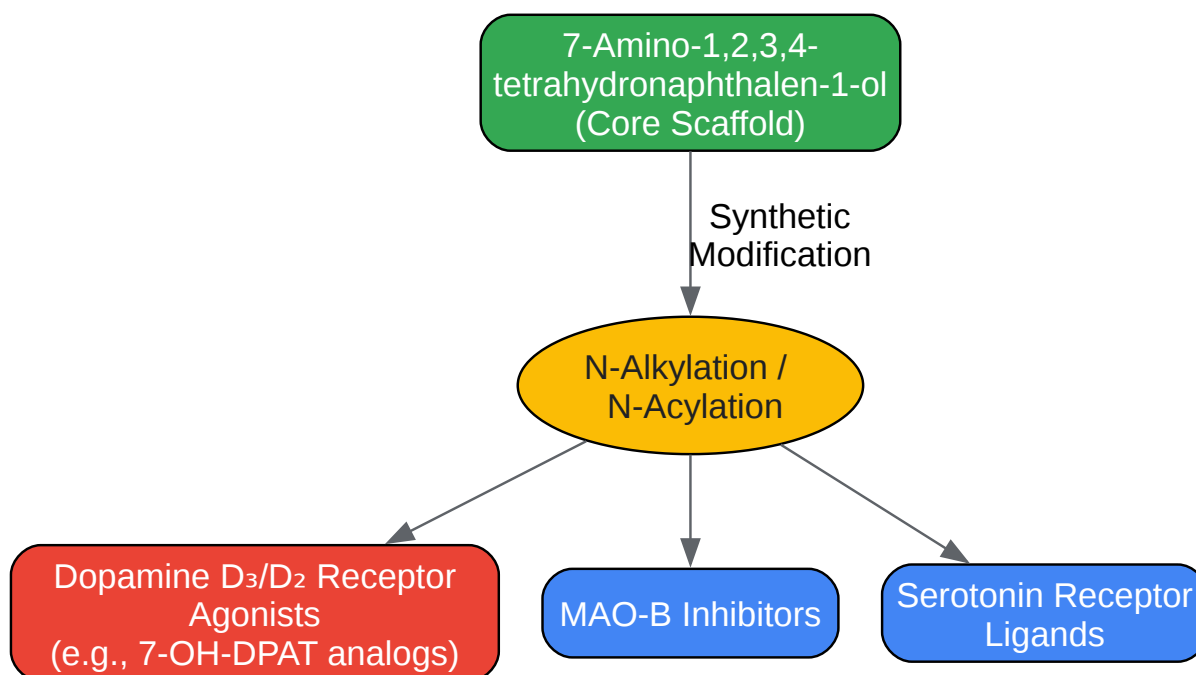 7-Amino-1,2,3,4-
tetrahydronaphthalen-1-ol
(Core Scaffold)
Synthetic
Modification
N-Alkylation /
N-Acylation
Dopamine D₃/D₂ Receptor
Agonists
(e.g., 7-OH-DPAT analogs)
MAO-B Inhibitors
Serotonin Receptor
Ligands